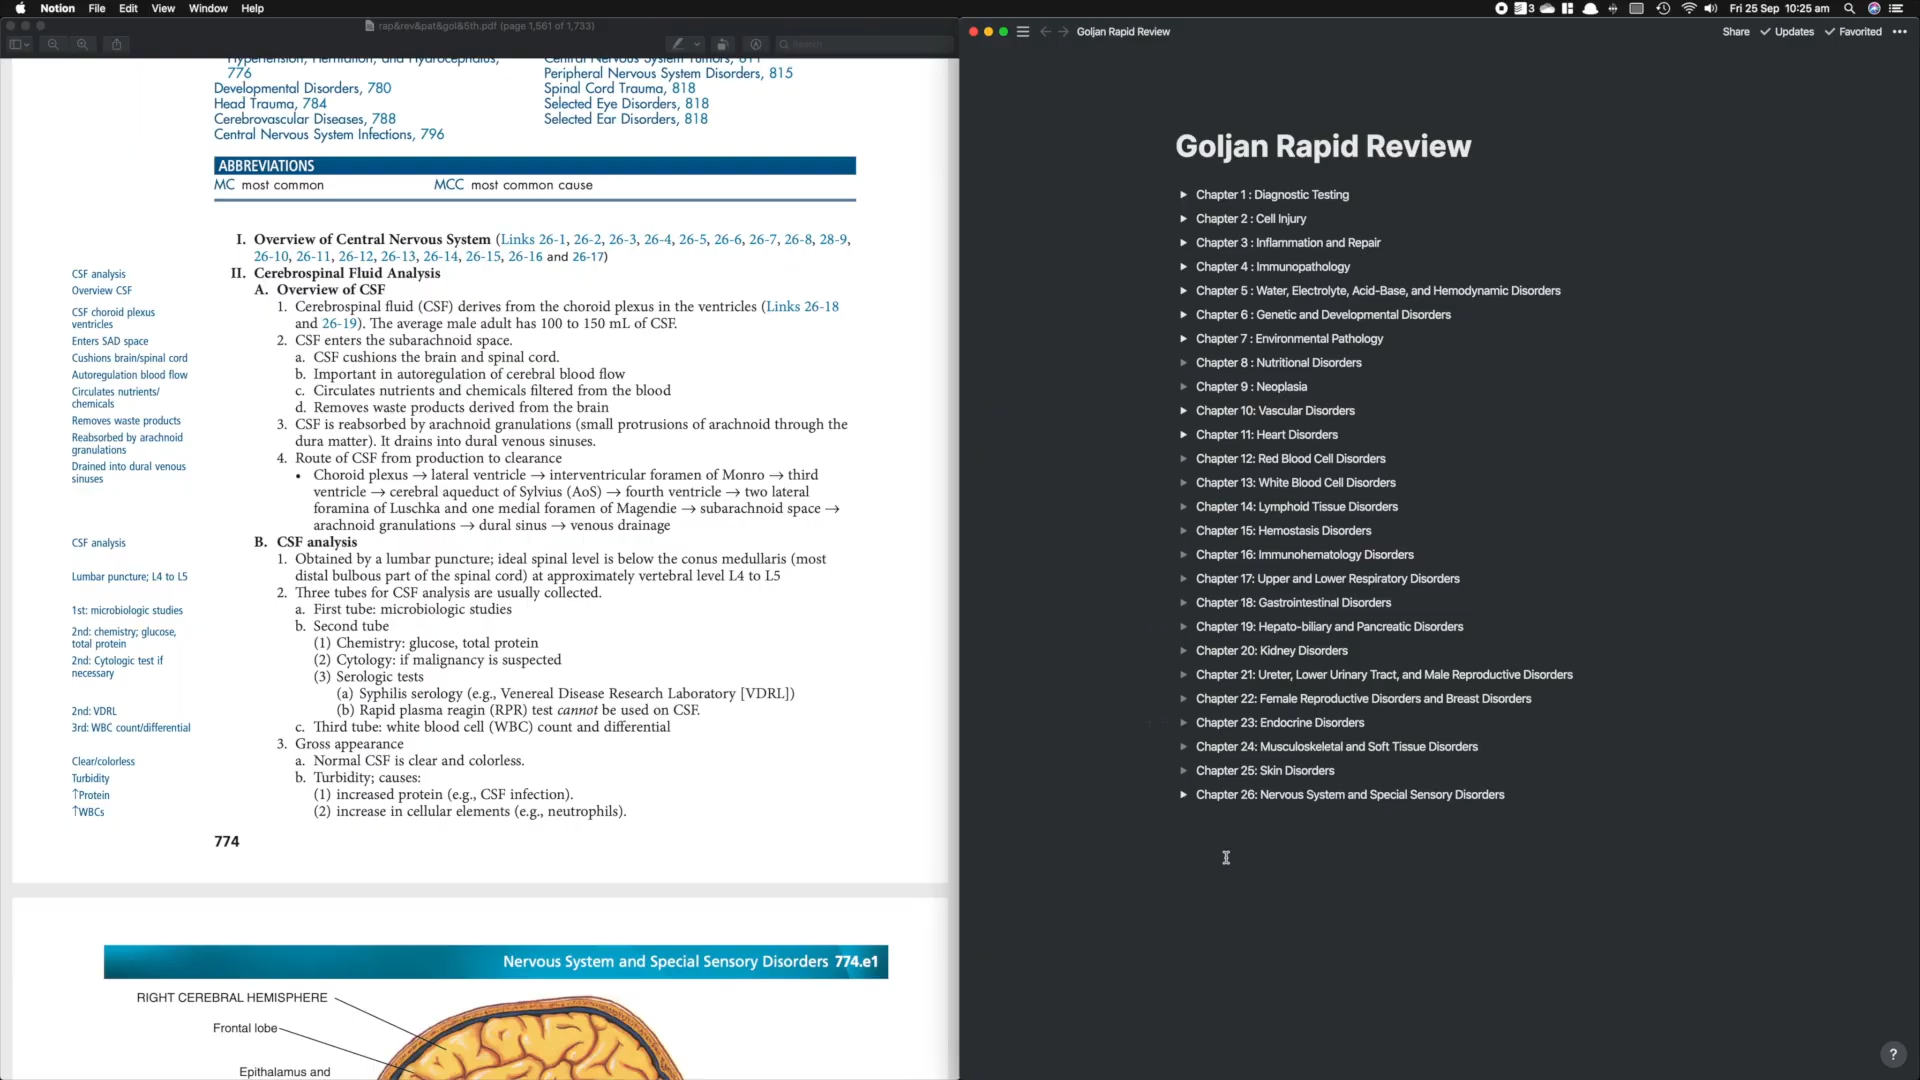 Notion File Edit View Window Help
3 Fri 25 Sep 10:25 am
rap&rev&pat&gol&5th.pdf (page 1,561 of 1,733)
Search
Hypertension, Herniation, and Hydrocephalus,
776
Developmental Disorders, 780
Head Trauma, 784
Cerebrovascular Diseases, 788
Central Nervous System Infections, 796
Central Nervous System Tumors, 811
Peripheral Nervous System Disorders, 815
Spinal Cord Trauma, 818
Selected Eye Disorders, 818
Selected Ear Disorders, 818
ABBREVIATIONS
MC most common MCC most common cause
I. Overview of Central Nervous System (Links 26-1, 26-2, 26-3, 26-4, 26-5, 26-6, 26-7, 26-8, 28-9,
26-10, 26-11, 26-12, 26-13, 26-14, 26-15, 26-16 and 26-17)
CSF analysis
II. Cerebrospinal Fluid Analysis
Overview CSF
A. Overview of CSF
CSF choroid plexus
ventricles
1. Cerebrospinal fluid (CSF) derives from the choroid plexus in the ventricles (Links 26-18
and 26-19). The average male adult has 100 to 150 mL of CSF.
Enters SAD space
2. CSF enters the subarachnoid space.
Cushions brain/spinal cord
a. CSF cushions the brain and spinal cord.
Autoregulation blood flow
b. Important in autoregulation of cerebral blood flow
Circulates nutrients/
chemicals
c. Circulates nutrients and chemicals filtered from the blood
Removes waste products
d. Removes waste products derived from the brain
Reabsorbed by arachnoid
granulations
3. CSF is reabsorbed by arachnoid granulations (small protrusions of arachnoid through the
dura matter). It drains into dural venous sinuses.
Drained into dural venous
sinuses
4. Route of CSF from production to clearance
• Choroid plexus → lateral ventricle → interventricular foramen of Monro → third
ventricle → cerebral aqueduct of Sylvius (AoS) → fourth ventricle → two lateral
foramina of Luschka and one medial foramen of Magendie → subarachnoid space →
arachnoid granulations → dural sinus → venous drainage
CSF analysis
B. CSF analysis
1. Obtained by a lumbar puncture; ideal spinal level is below the conus medullaris (most
distal bulbous part of the spinal cord) at approximately vertebral level L4 to L5
Lumbar puncture; L4 to L5
2. Three tubes for CSF analysis are usually collected.
1st: microbiologic studies
a. First tube: microbiologic studies
b. Second tube
2nd: chemistry; glucose,
total protein
(1) Chemistry: glucose, total protein
2nd: Cytologic test if
necessary
(2) Cytology: if malignancy is suspected
(3) Serologic tests
(a) Syphilis serology (e.g., Venereal Disease Research Laboratory [VDRL])
2nd: VDRL
(b) Rapid plasma reagin (RPR) test cannot be used on CSF.
3rd: WBC count/differential
c. Third tube: white blood cell (WBC) count and differential
3. Gross appearance
Clear/colorless
a. Normal CSF is clear and colorless.
Turbidity
b. Turbidity; causes:
↑Protein
(1) increased protein (e.g., CSF infection).
↑WBCs
(2) increase in cellular elements (e.g., neutrophils).
774
Nervous System and Special Sensory Disorders 774.e1
RIGHT CEREBRAL HEMISPHERE
Frontal lobe
Epithalamus and
Goljan Rapid Review
Share Updates Favorited
Goljan Rapid Review
Chapter 1 : Diagnostic Testing
Chapter 2 : Cell Injury
Chapter 3 : Inflammation and Repair
Chapter 4 : Immunopathology
Chapter 5 : Water, Electrolyte, Acid-Base, and Hemodynamic Disorders
Chapter 6 : Genetic and Developmental Disorders
Chapter 7 : Environmental Pathology
Chapter 8 : Nutritional Disorders
Chapter 9 : Neoplasia
Chapter 10: Vascular Disorders
Chapter 11: Heart Disorders
Chapter 12: Red Blood Cell Disorders
Chapter 13: White Blood Cell Disorders
Chapter 14: Lymphoid Tissue Disorders
Chapter 15: Hemostasis Disorders
Chapter 16: Immunohematology Disorders
Chapter 17: Upper and Lower Respiratory Disorders
Chapter 18: Gastrointestinal Disorders
Chapter 19: Hepato-biliary and Pancreatic Disorders
Chapter 20: Kidney Disorders
Chapter 21: Ureter, Lower Urinary Tract, and Male Reproductive Disorders
Chapter 22: Female Reproductive Disorders and Breast Disorders
Chapter 23: Endocrine Disorders
Chapter 24: Musculoskeletal and Soft Tissue Disorders
Chapter 25: Skin Disorders
Chapter 26: Nervous System and Special Sensory Disorders
?